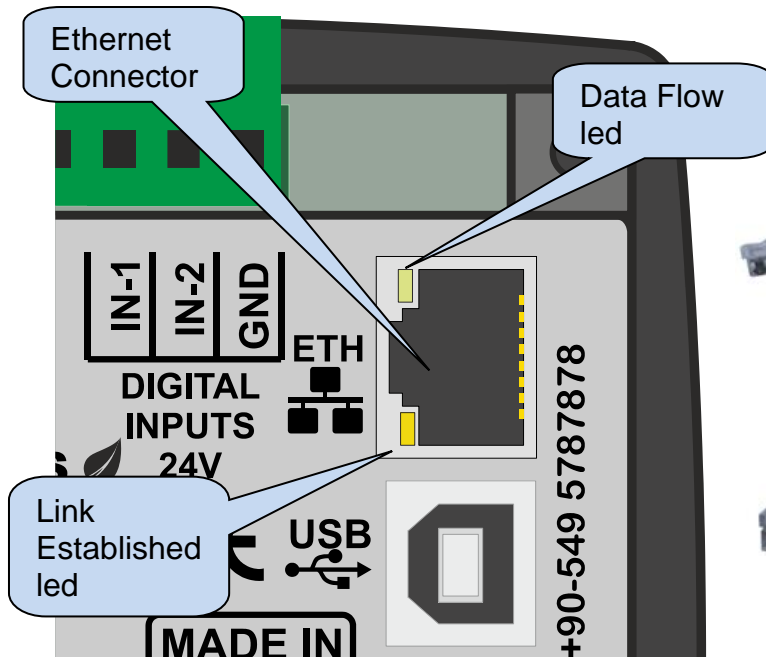 Ethernet
Connector
Data Flow
led
IN-1
IN-2
GND
ETH
DIGITAL
INPUTS
24V
Link
Established
led
USB
MADE IN
+90-549 5787878